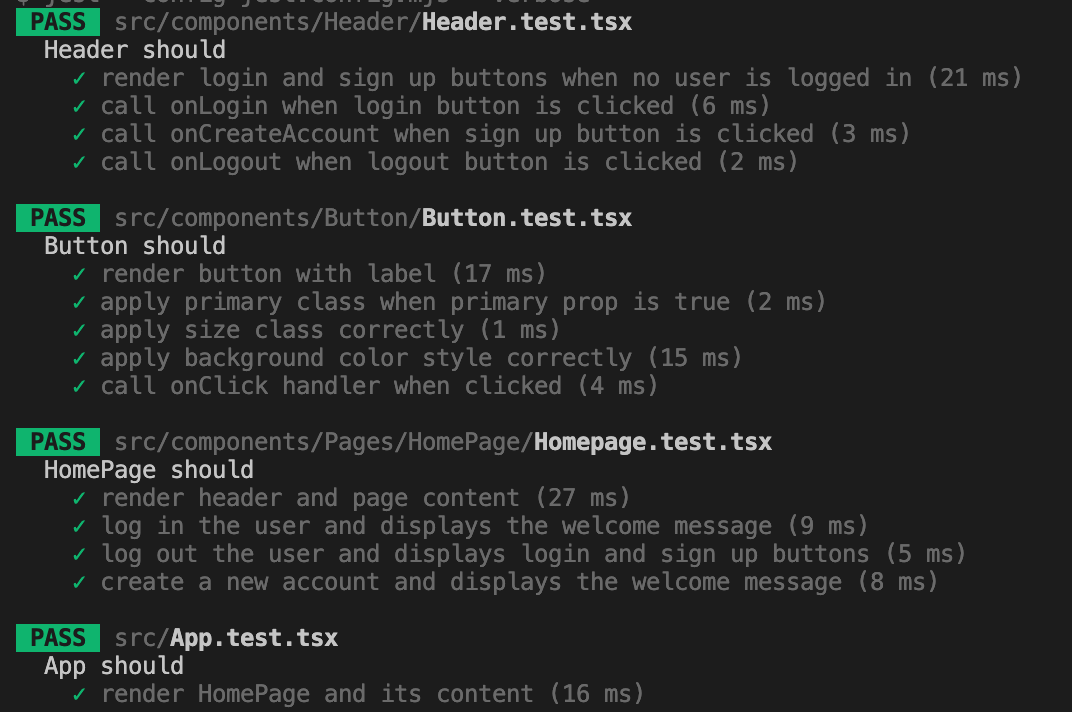 $ jest --config jest.config.mjs --verbose
PASS src/components/Header/Header.test.tsx
Header should
✓ render login and sign up buttons when no user is logged in (21 ms)
✓ call onLogin when login button is clicked (6 ms)
✓ call onCreateAccount when sign up button is clicked (3 ms)
✓ call onLogout when logout button is clicked (2 ms)
PASS src/components/Button/Button.test.tsx
Button should
✓ render button with label (17 ms)
✓ apply primary class when primary prop is true (2 ms)
✓ apply size class correctly (1 ms)
✓ apply background color style correctly (15 ms)
✓ call onClick handler when clicked (4 ms)
PASS src/components/Pages/HomePage/Homepage.test.tsx
HomePage should
✓ render header and page content (27 ms)
✓ log in the user and displays the welcome message (9 ms)
✓ log out the user and displays login and sign up buttons (5 ms)
✓ create a new account and displays the welcome message (8 ms)
PASS src/App.test.tsx
App should
✓ render HomePage and its content (16 ms)